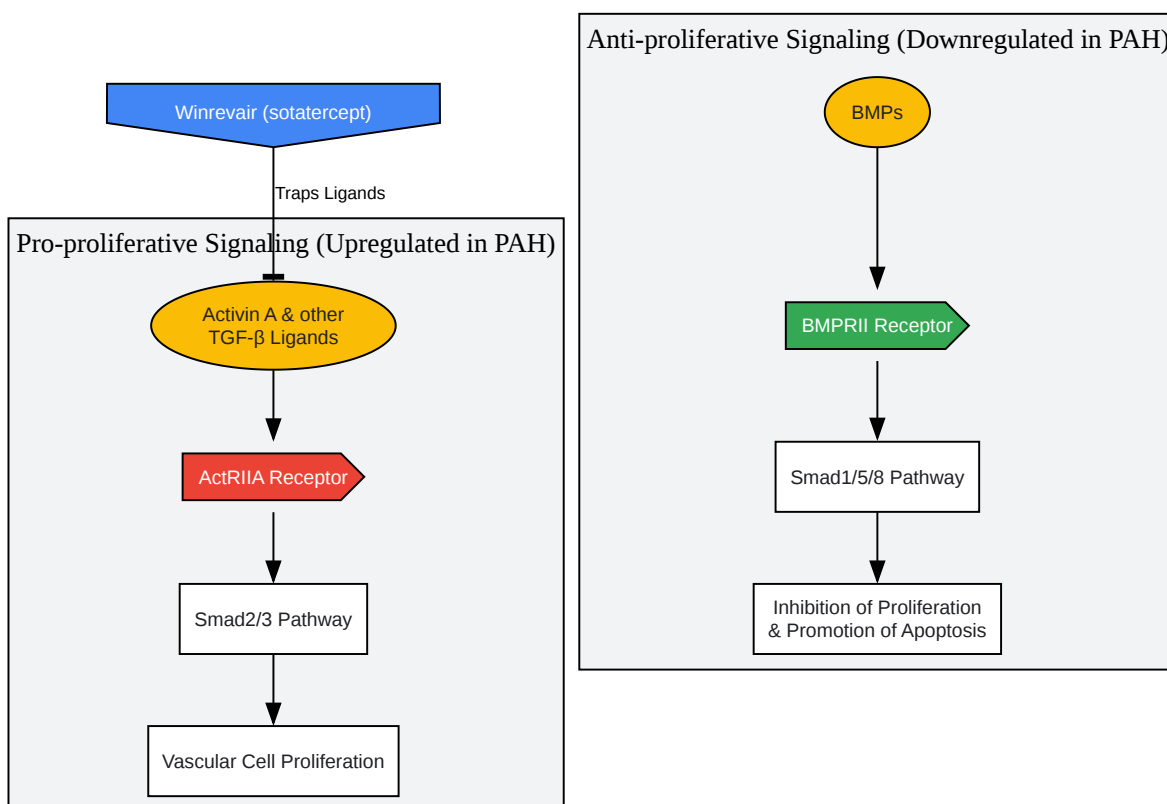 Winrevair (sotatercept)
Traps Ligands
Pro-proliferative Signaling (Upregulated in PAH)
Activin A & other
TGF-β Ligands
ActRIIA Receptor
Smad2/3 Pathway
Vascular Cell Proliferation
Anti-proliferative Signaling (Downregulated in PAH)
BMPs
BMPRII Receptor
Smad1/5/8 Pathway
Inhibition of Proliferation
& Promotion of Apoptosis